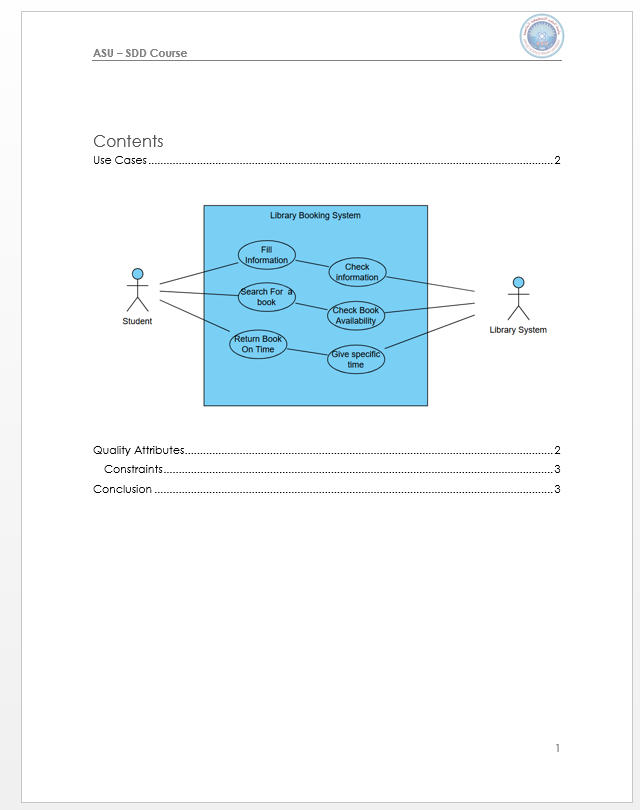 ASU – SDD Course
Contents
Use Cases........2
Library Booking System
Fill
Information
Check
information
Search For a
book
Check Book
Availability
Return Book
On Time
Give specific
time
Student
Library System
Quality Attributes........2
Constraints........3
Conclusion........3
1